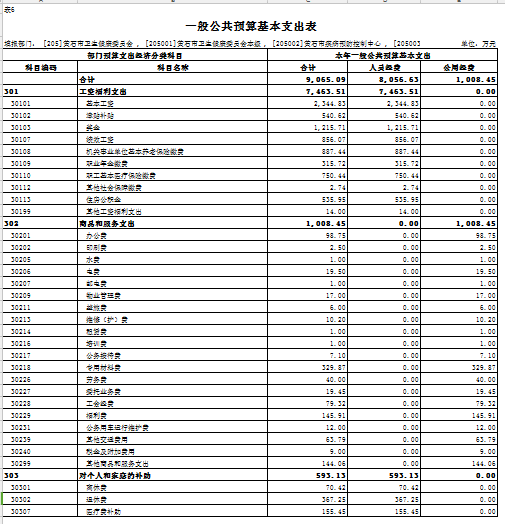 表6
一般公共预算基本支出表
填报部门：[205]黄石市卫生健康委员会，[205001]黄石市卫生健康委员会本级，[205002]黄石市疾病预防控制中心，[205003 单位：万元
部门预算支出经济分类科目 本年一般公共预算基本支出
科目编码 科目名称 合计 人员经费 公用经费
合计 9,065.09 8,056.63 1,008.45
301 工资福利支出 7,463.51 7,463.51 0.00
30101 基本工资 2,344.83 2,344.83 0.00
30102 津贴补贴 540.62 540.62 0.00
30103 奖金 1,215.71 1,215.71 0.00
30107 绩效工资 856.07 856.07 0.00
30108 机关事业单位基本养老保险缴费 887.44 887.44 0.00
30109 职业年金缴费 315.72 315.72 0.00
30110 职工基本医疗保险缴费 750.44 750.44 0.00
30112 其他社会保障缴费 2.74 2.74 0.00
30113 住房公积金 535.95 535.95 0.00
30199 其他工资福利支出 14.00 14.00 0.00
302 商品和服务支出 1,008.45 0.00 1,008.45
30201 办公费 98.75 0.00 98.75
30202 印刷费 2.50 0.00 2.50
30205 水费 1.00 0.00 1.00
30206 电费 19.50 0.00 19.50
30207 邮电费 1.00 0.00 1.00
30209 物业管理费 17.00 0.00 17.00
30211 差旅费 6.00 0.00 6.00
30213 维修（护）费 10.20 0.00 10.20
30214 租赁费 1.00 0.00 1.00
30216 培训费 1.00 0.00 1.00
30217 公务接待费 7.10 0.00 7.10
30218 专用材料费 329.87 0.00 329.87
30226 劳务费 40.00 0.00 40.00
30227 委托业务费 19.45 0.00 19.45
30228 工会经费 79.32 0.00 79.32
30229 福利费 145.91 0.00 145.91
30231 公务用车运行维护费 12.00 0.00 12.00
30239 其他交通费用 63.79 0.00 63.79
30240 税金及附加费用 9.00 0.00 9.00
30299 其他商品和服务支出 144.06 0.00 144.06
303 对个人和家庭的补助 593.13 593.13 0.00
30301 离休费 70.42 70.42 0.00
30302 退休费 367.25 367.25 0.00
30307 医疗费补助 155.45 155.45 0.00